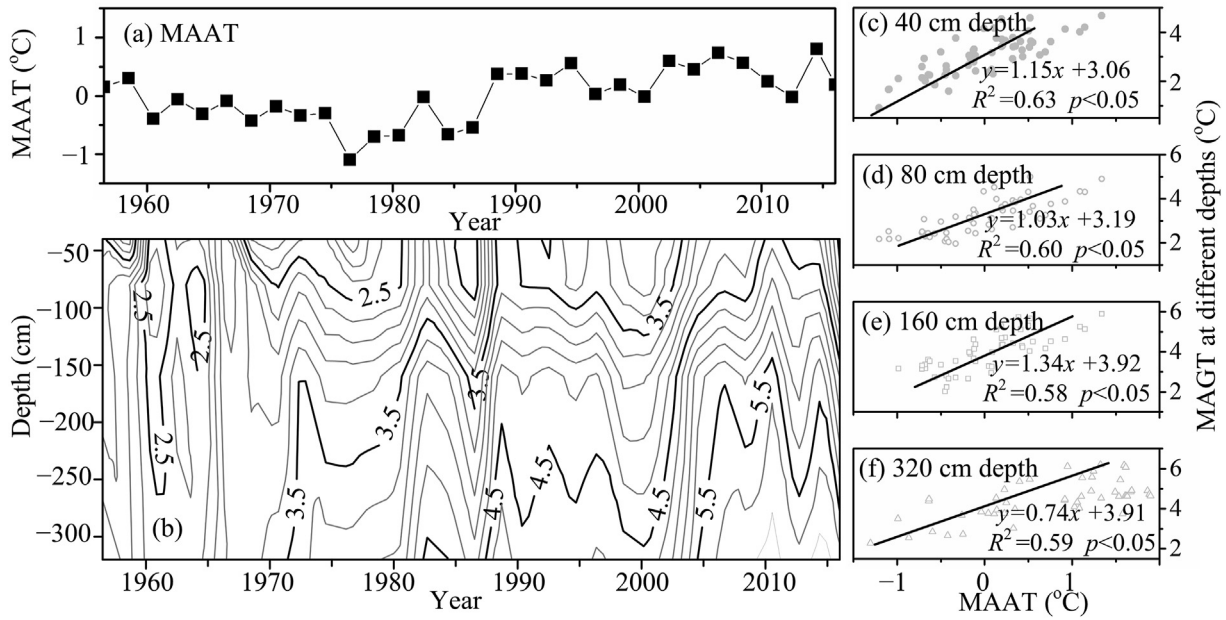 (a) MAAT
MAAT (°C)
1
0
−1
1960 1970 1980 1990 2000 2010
Year
Depth (cm)
−50
−100
−150
−200
−250
−300
2.5
2.5
2.5
2.5
3.5
3.5
3.5
3.5
4.5
4.5
4.5
5.5
5.5
(b)
1960 1970 1980 1990 2000 2010
Year
(c) 40 cm depth
y=1.15x +3.06
R² =0.63 p<0.05
4
2
(d) 80 cm depth
y=1.03x +3.19
R² =0.60 p<0.05
6
4
2
(e) 160 cm depth
y=1.34x +3.92
R² =0.58 p<0.05
6
4
2
(f) 320 cm depth
y=0.74x +3.91
R² =0.59 p<0.05
6
4
2
−1 0 1
MAAT (°C)
MAGT at different depths (°C)